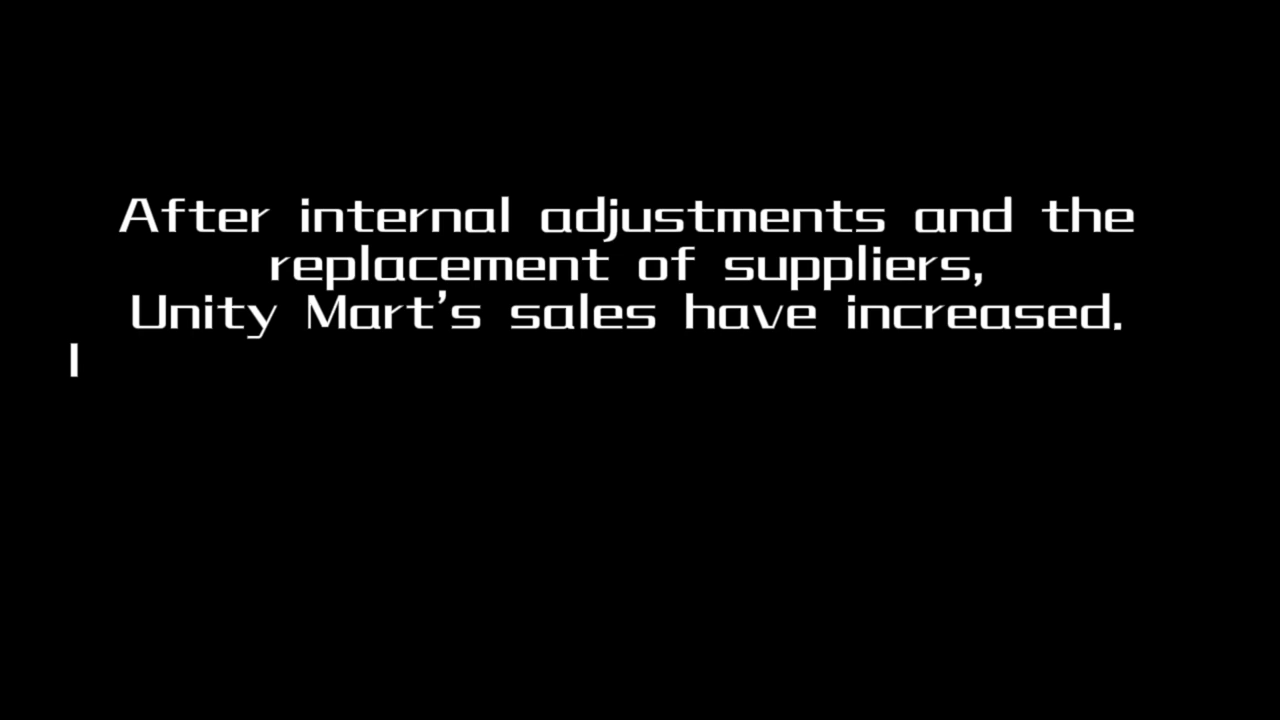 After internal adjustments and the
replacement of suppliers,
Unity Mart's sales have increased.
I